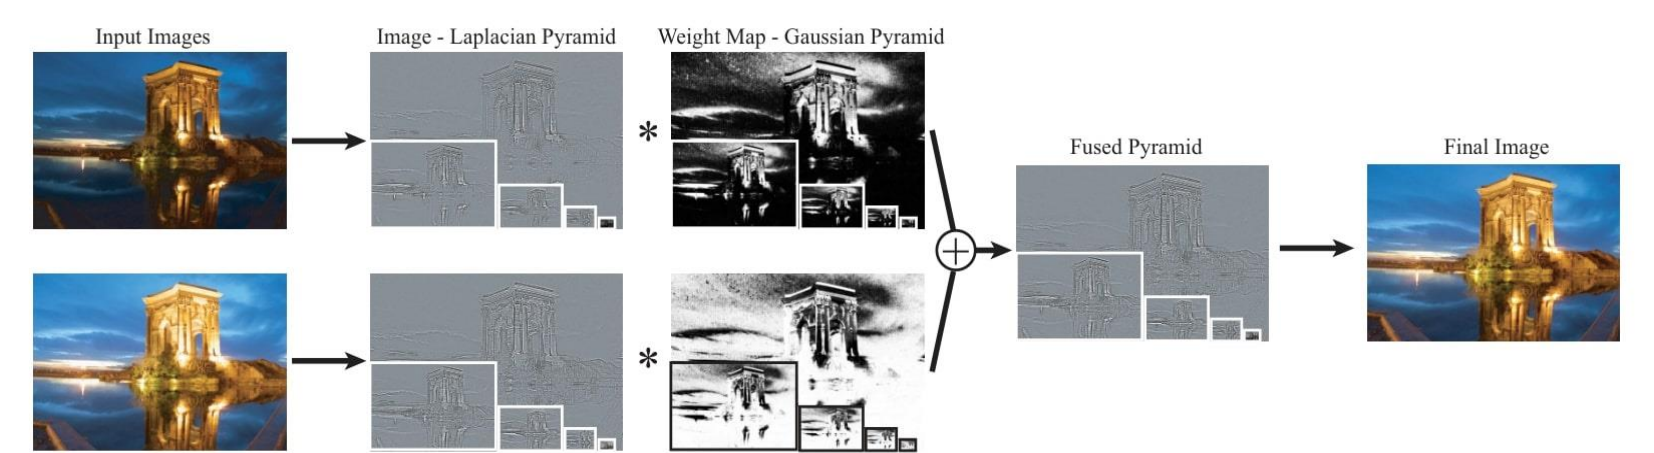 Input Images
Image - Laplacian Pyramid
Weight Map - Gaussian Pyramid
*
Fused Pyramid
Final Image
+
*